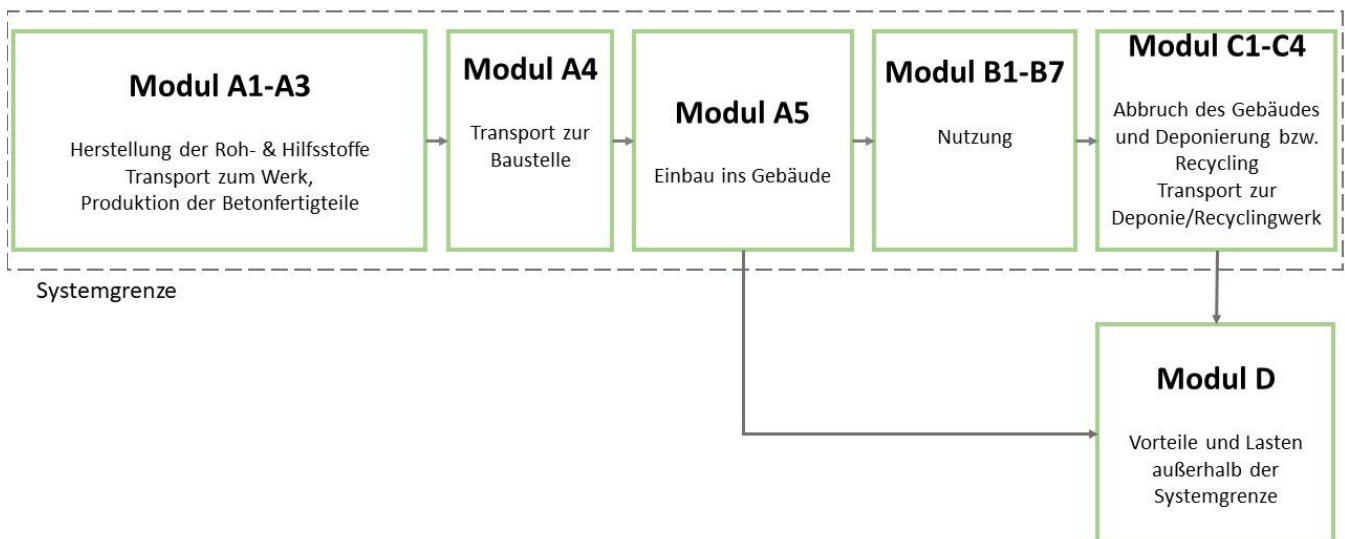 Modul A1-A3
Herstellung der Roh- & Hilfsstoffe
Transport zum Werk,
Produktion der Betonfertigteile
Modul A4
Transport zur
Baustelle
Modul A5
Einbau ins Gebäude
Modul B1-B7
Nutzung
Modul C1-C4
Abbruch des Gebäudes
und Deponierung bzw.
Recycling
Transport zur
Deponie/Recyclingwerk
Systemgrenze
Modul D
Vorteile und Lasten
außerhalb der
Systemgrenze